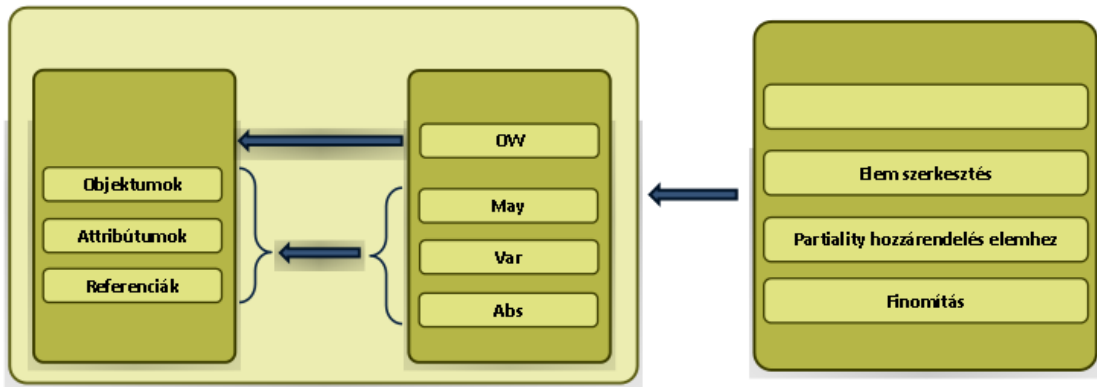 Objektumok
Attribútumok
Referenciák
OW
May
Var
Abs
Elem szerkesztés
Partiality hozzárendelés elemhez
Finomítás